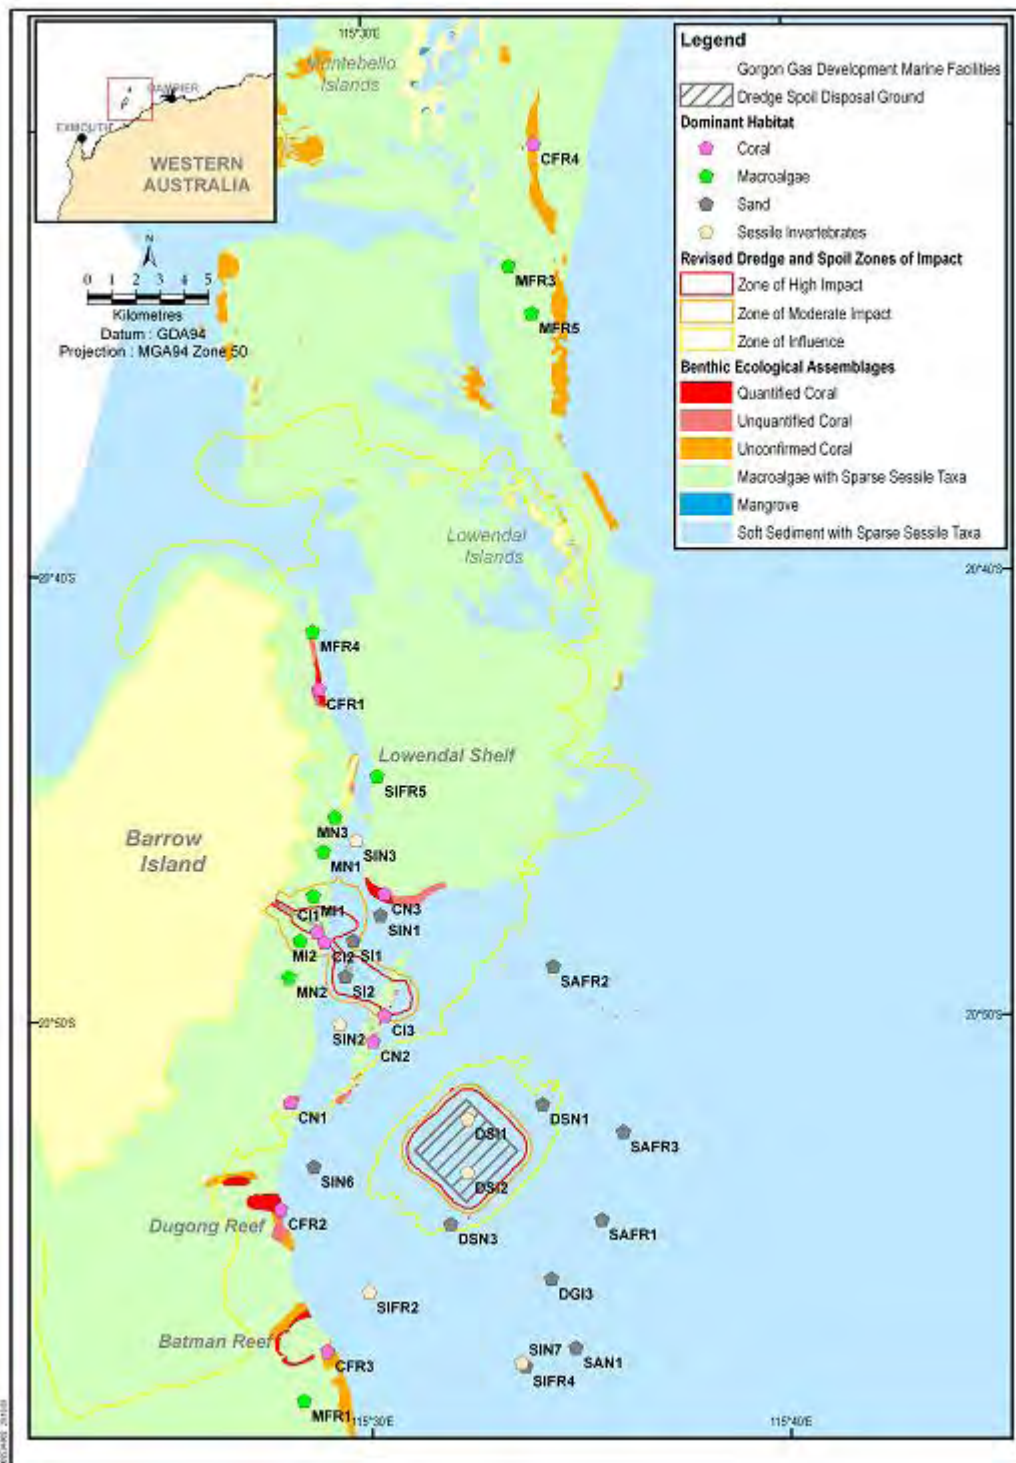 115°30'E
Montebello
Islands
DAMPIER
EXMOUTH
WESTERN
AUSTRALIA
N
0 1 2 3 4 5
Kilometres
Datum : GDA94
Projection : MGA94 Zone 50
Legend
Gorgon Gas Development Marine Facilities
Dredge Spoil Disposal Ground
Dominant Habitat
Coral
Macroalgae
Sand
Sessile Invertebrates
Revised Dredge and Spoil Zones of Impact
Zone of High Impact
Zone of Moderate Impact
Zone of Influence
Benthic Ecological Assemblages
Quantified Coral
Unquantified Coral
Unconfirmed Coral
Macroalgae with Sparse Sessile Taxa
Mangrove
Soft Sediment with Sparse Sessile Taxa
CFR4
MFR3
MFR5
Lowendal
Islands
20°40'S
20°40'S
MFR4
CFR1
Lowendal Shelf
SIFR5
MN3
Barrow
Island
SIN3
MN1
CN3
MI1
CI1
SIN1
MI2
CI2
SI1
SAFR2
MN2
SI2
20°50'S
20°50'S
CI3
SIN2
CN2
CN1
DSN1
DSI1
SAFR3
SIN6
DSI2
Dugong Reef
CFR2
DSN3
SAFR1
DGI3
SIFR2
Batman Reef
CFR3
SIN7
SAN1
SIFR4
MFR1
115°30'E
115°40'E